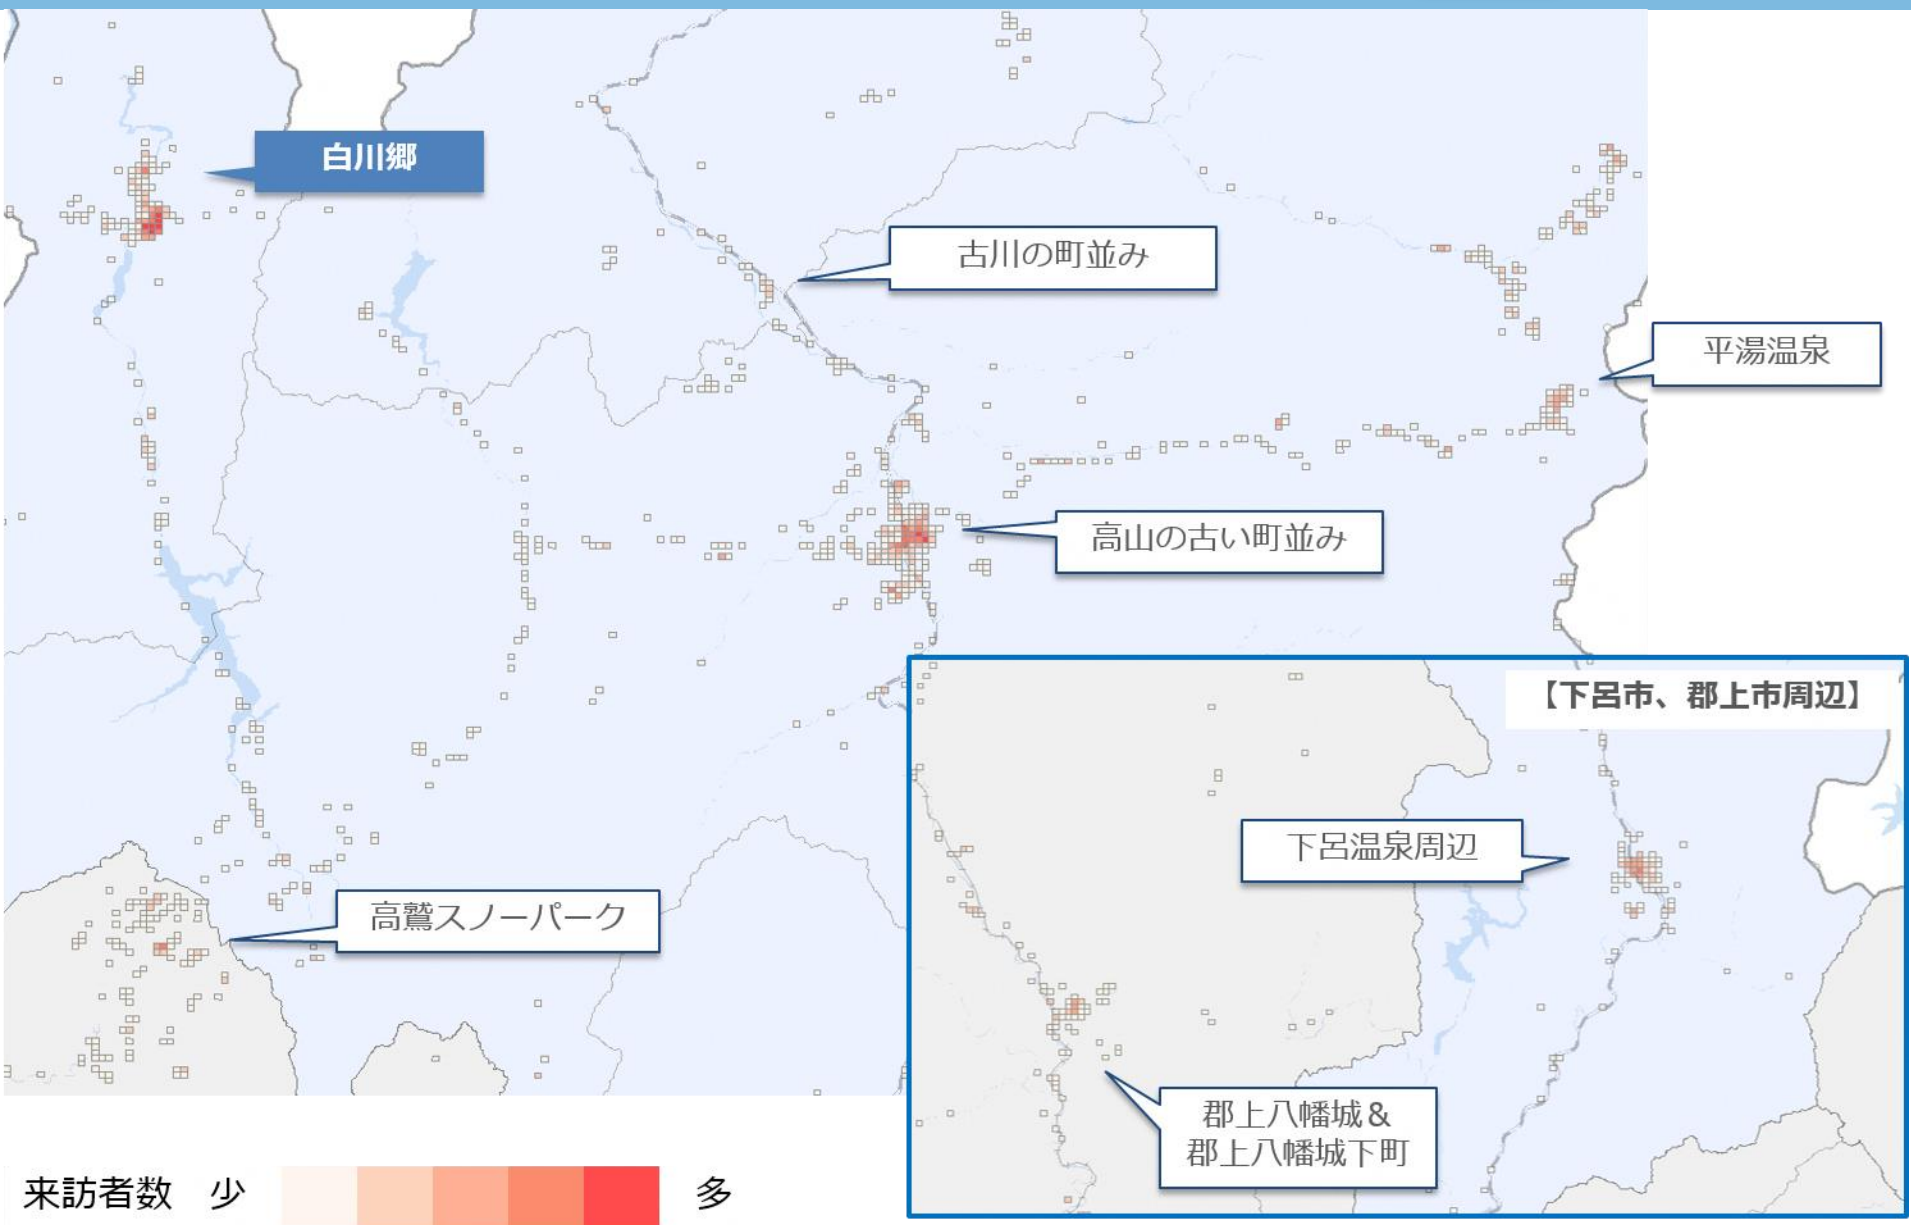 白川郷
古川の町並み
平湯温泉
高山の古い町並み
【下呂市、郡上市周辺】
下呂温泉周辺
高鷲スノーパーク
郡上八幡城＆
郡上八幡城下町
来訪者数 少 多